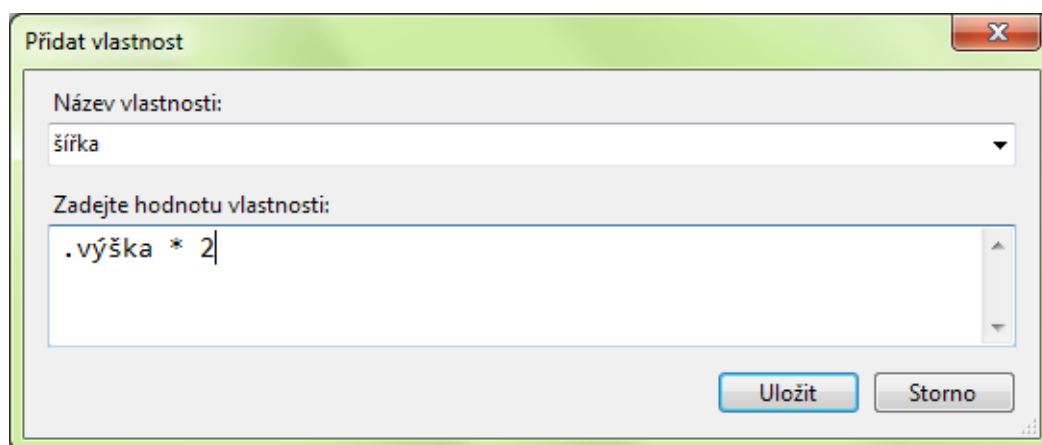 Přidat vlastnost
Název vlastnosti:
šířka
Zadejte hodnotu vlastnosti:
.výška * 2
Uložit Storno